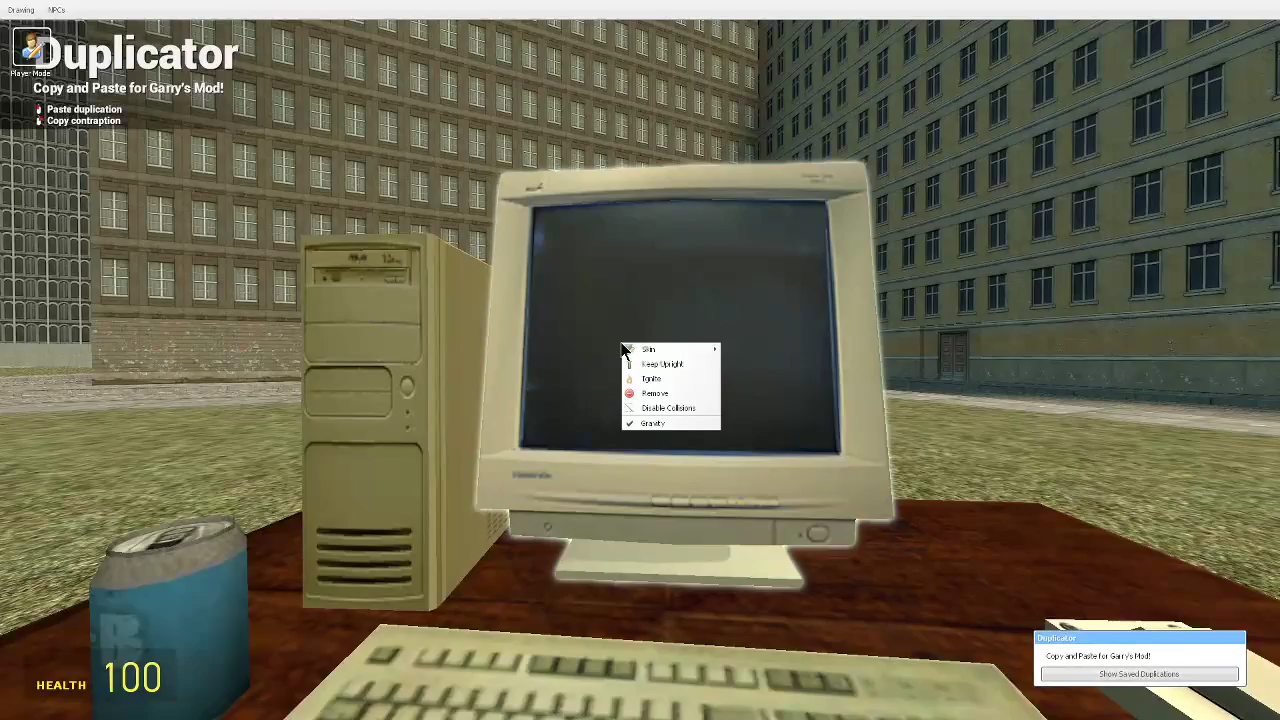 Drawing NPCs
Duplicator
Player Mode
Copy and Paste for Garry's Mod!
Paste duplication
Copy contraption
Skin
Keep Upright
Ignite
Remove
Disable Collisions
Gravity
Duplicator
Copy and Paste for Garry's Mod!
Show Saved Duplications
HEALTH 100